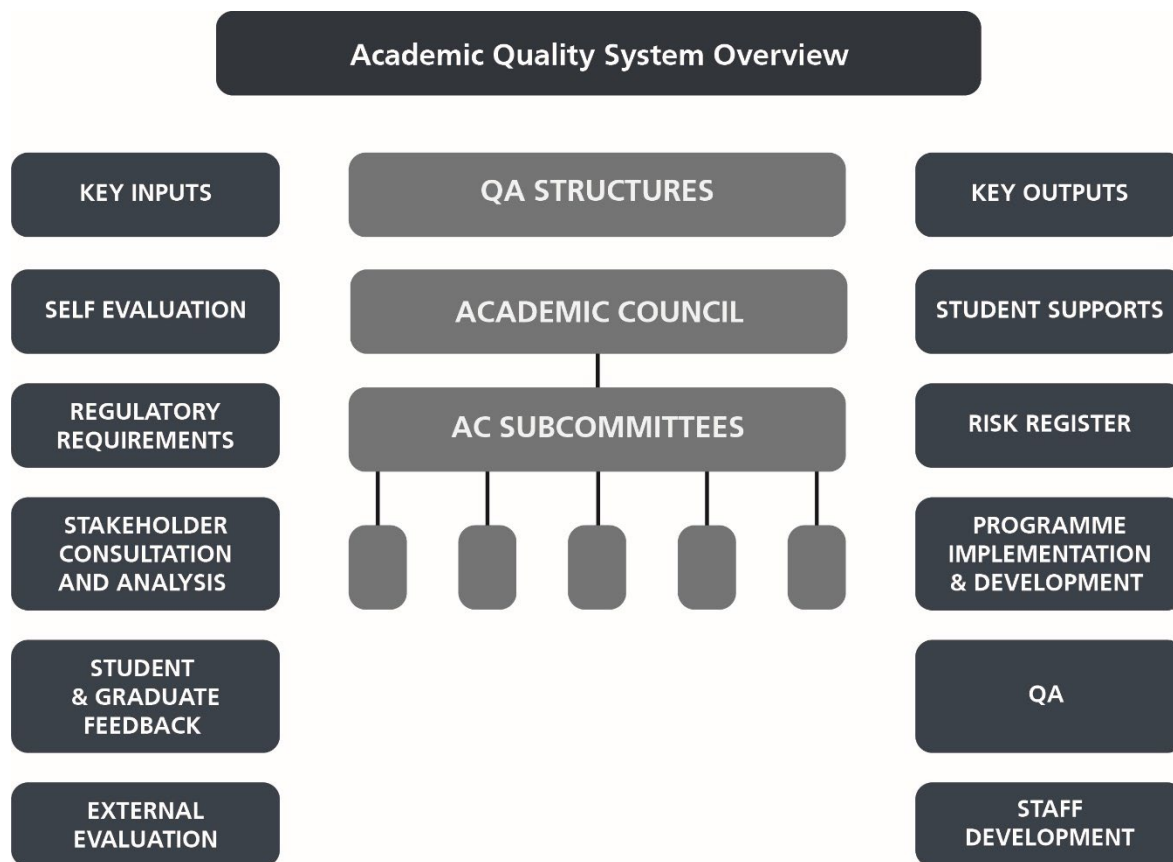 Academic Quality System Overview
KEY INPUTS
SELF EVALUATION
REGULATORY
REQUIREMENTS
STAKEHOLDER
CONSULTATION
AND ANALYSIS
STUDENT
& GRADUATE
FEEDBACK
EXTERNAL
EVALUATION
QA STRUCTURES
ACADEMIC COUNCIL
AC SUBCOMMITTEES
KEY OUTPUTS
STUDENT SUPPORTS
RISK REGISTER
PROGRAMME
IMPLEMENTATION
& DEVELOPMENT
QA
STAFF
DEVELOPMENT